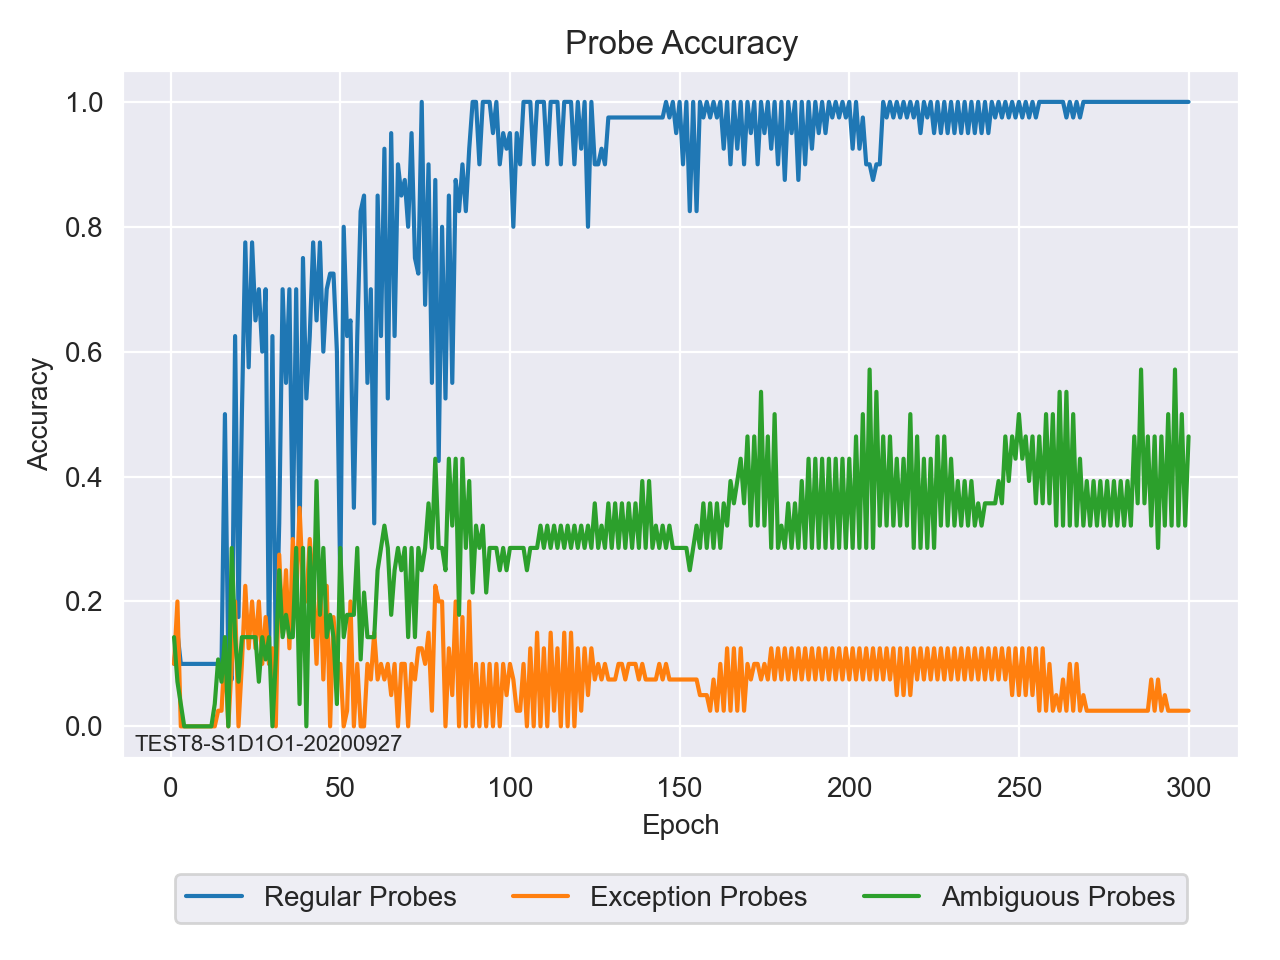 Probe Accuracy
1.0
0.8
0.6
0.4
0.2
0.0
Accuracy
TEST8-S1D1O1-20200927
0 50 100 150 200 250 300
Epoch
Regular Probes Exception Probes Ambiguous Probes